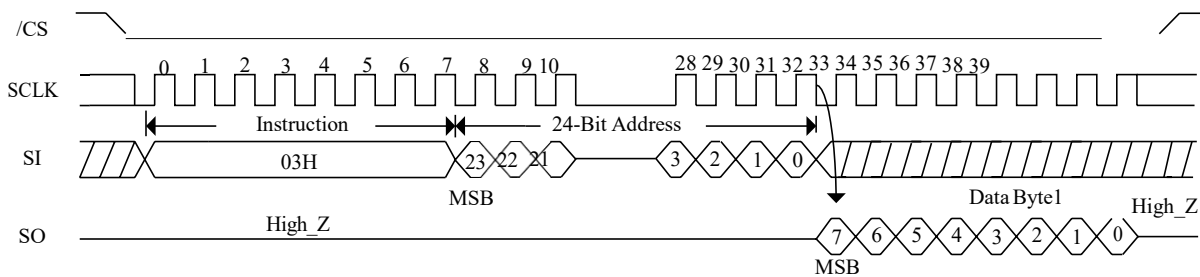 /CS
SCLK 0 1 2 3 4 5 6 7 8 9 10 28 29 30 31 32 33 34 35 36 37 38 39
Instruction 24-Bit Address
SI 03H 23 22 21 3 2 1 0
MSB Data Byte1
High_Z High_Z
SO 7 6 5 4 3 2 1 0
MSB